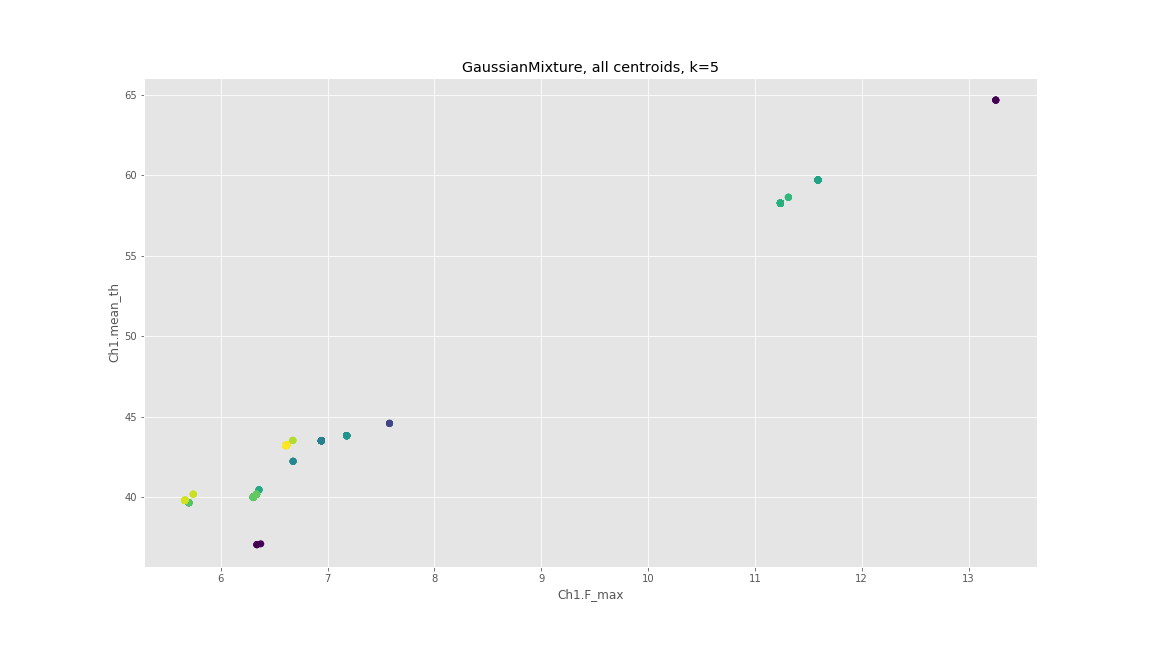 GaussianMixture, all centroids, k=5
65
60
55
50
45
40
Ch1.mean_th
6 7 8 9 10 11 12 13
Ch1.F_max